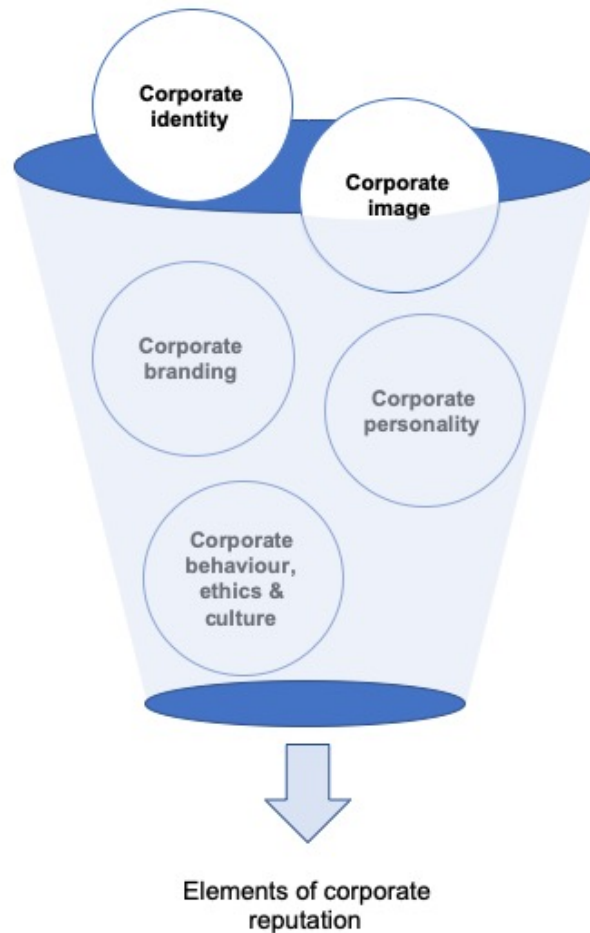 Corporate
identity
Corporate
image
Corporate
branding
Corporate
personality
Corporate
behaviour,
ethics &
culture
Elements of corporate
reputation